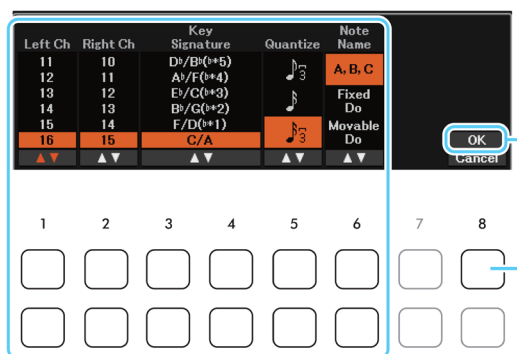 Left Ch Right Ch Key Signature Quantize Note Name
11 10 D♭/B♭(♭*5) 3 A, B, C
12 11 A♭/F(♭*4)
13 12 E♭/C(♭*3) Fixed Do
14 13 B♭/G(♭*2)
15 14 F/D(♭*1) Movable Do
16 15 C/A 3 OK
▲▼ ▲▼ ▲▼ ▲▼ ▲▼ Cancel
1 2 3 4 5 6 7 8